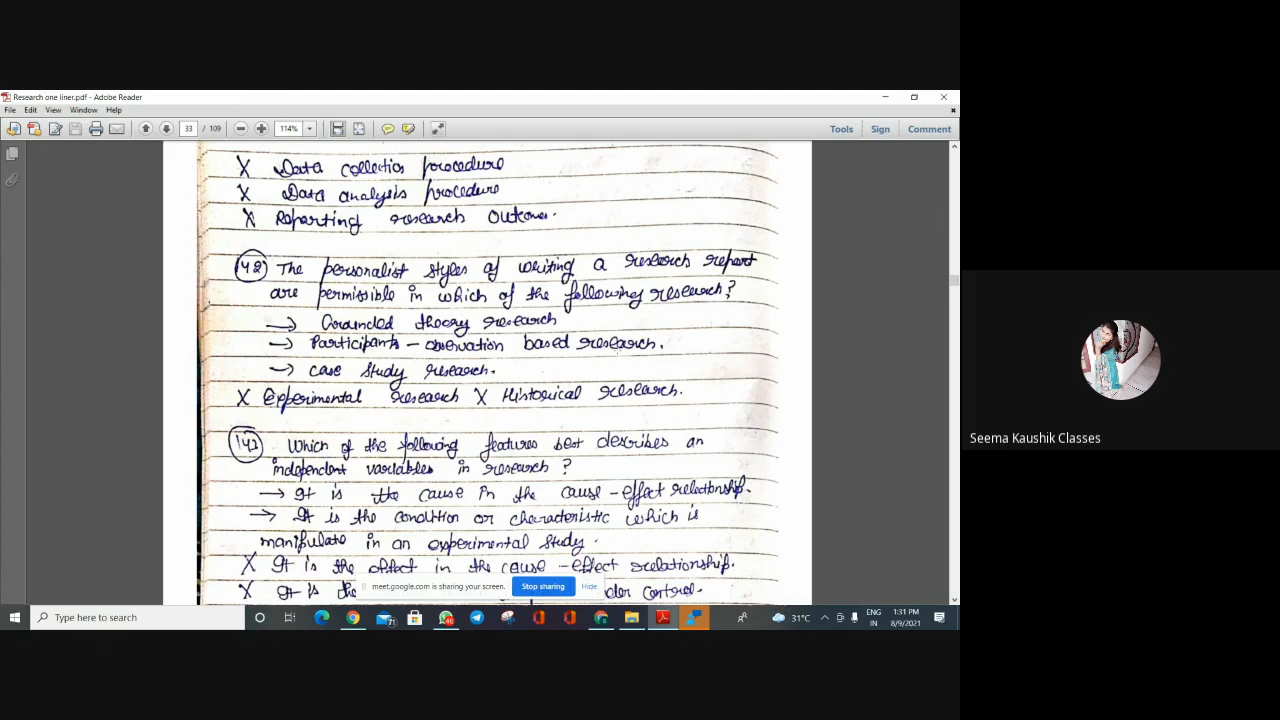 Research one liner.pdf - Adobe Reader
File Edit View Window Help
33 / 109 114% Tools Sign Comment
X Data collection procedure
X Data analysis procedure
X Reporting research outcomes.
The personalist styles of writing a research report
are permissible in which of the following research?
→ Grounded theory research
→ Participants - observation based research.
→ case study research.
X Experimental research X Historical research.
Which of the following features best describes an
independent variables in research ?
→ It is the cause in the cause - effect relationship.
→ It is the condition or characteristic which is
manipulate in an experimental study.
X It is the effect in the cause - effect relationship.
X It is the
meet.google.com is sharing your screen. Stop sharing Hide
control.
Seema Kaushik Classes
Type here to search
71
31°C
ENG
IN
1:31 PM
8/9/2021